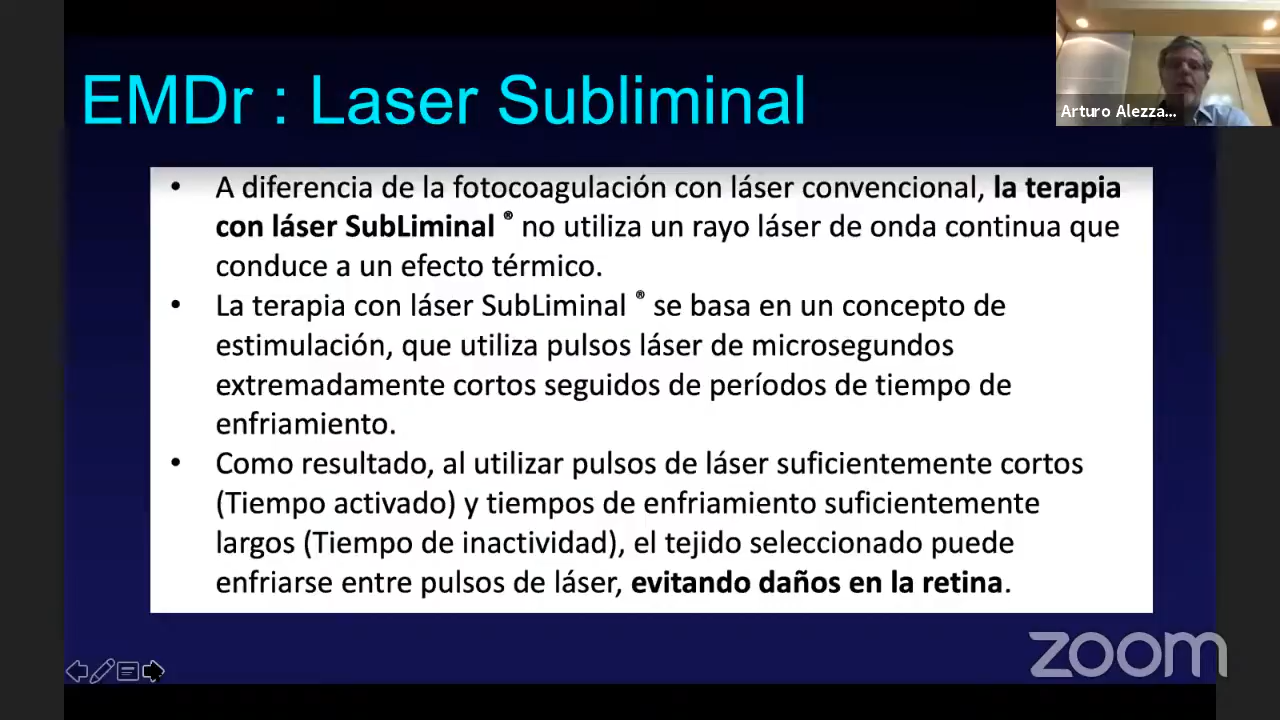 EMDr : Laser Subliminal
Arturo Alezza...
• A diferencia de la fotocoagulación con láser convencional, la terapia
con láser SubLiminal ® no utiliza un rayo láser de onda continua que
conduce a un efecto térmico.
• La terapia con láser SubLiminal ® se basa en un concepto de
estimulación, que utiliza pulsos láser de microsegundos
extremadamente cortos seguidos de períodos de tiempo de
enfriamiento.
• Como resultado, al utilizar pulsos de láser suficientemente cortos
(Tiempo activado) y tiempos de enfriamiento suficientemente
largos (Tiempo de inactividad), el tejido seleccionado puede
enfriarse entre pulsos de láser, evitando daños en la retina.
zoom